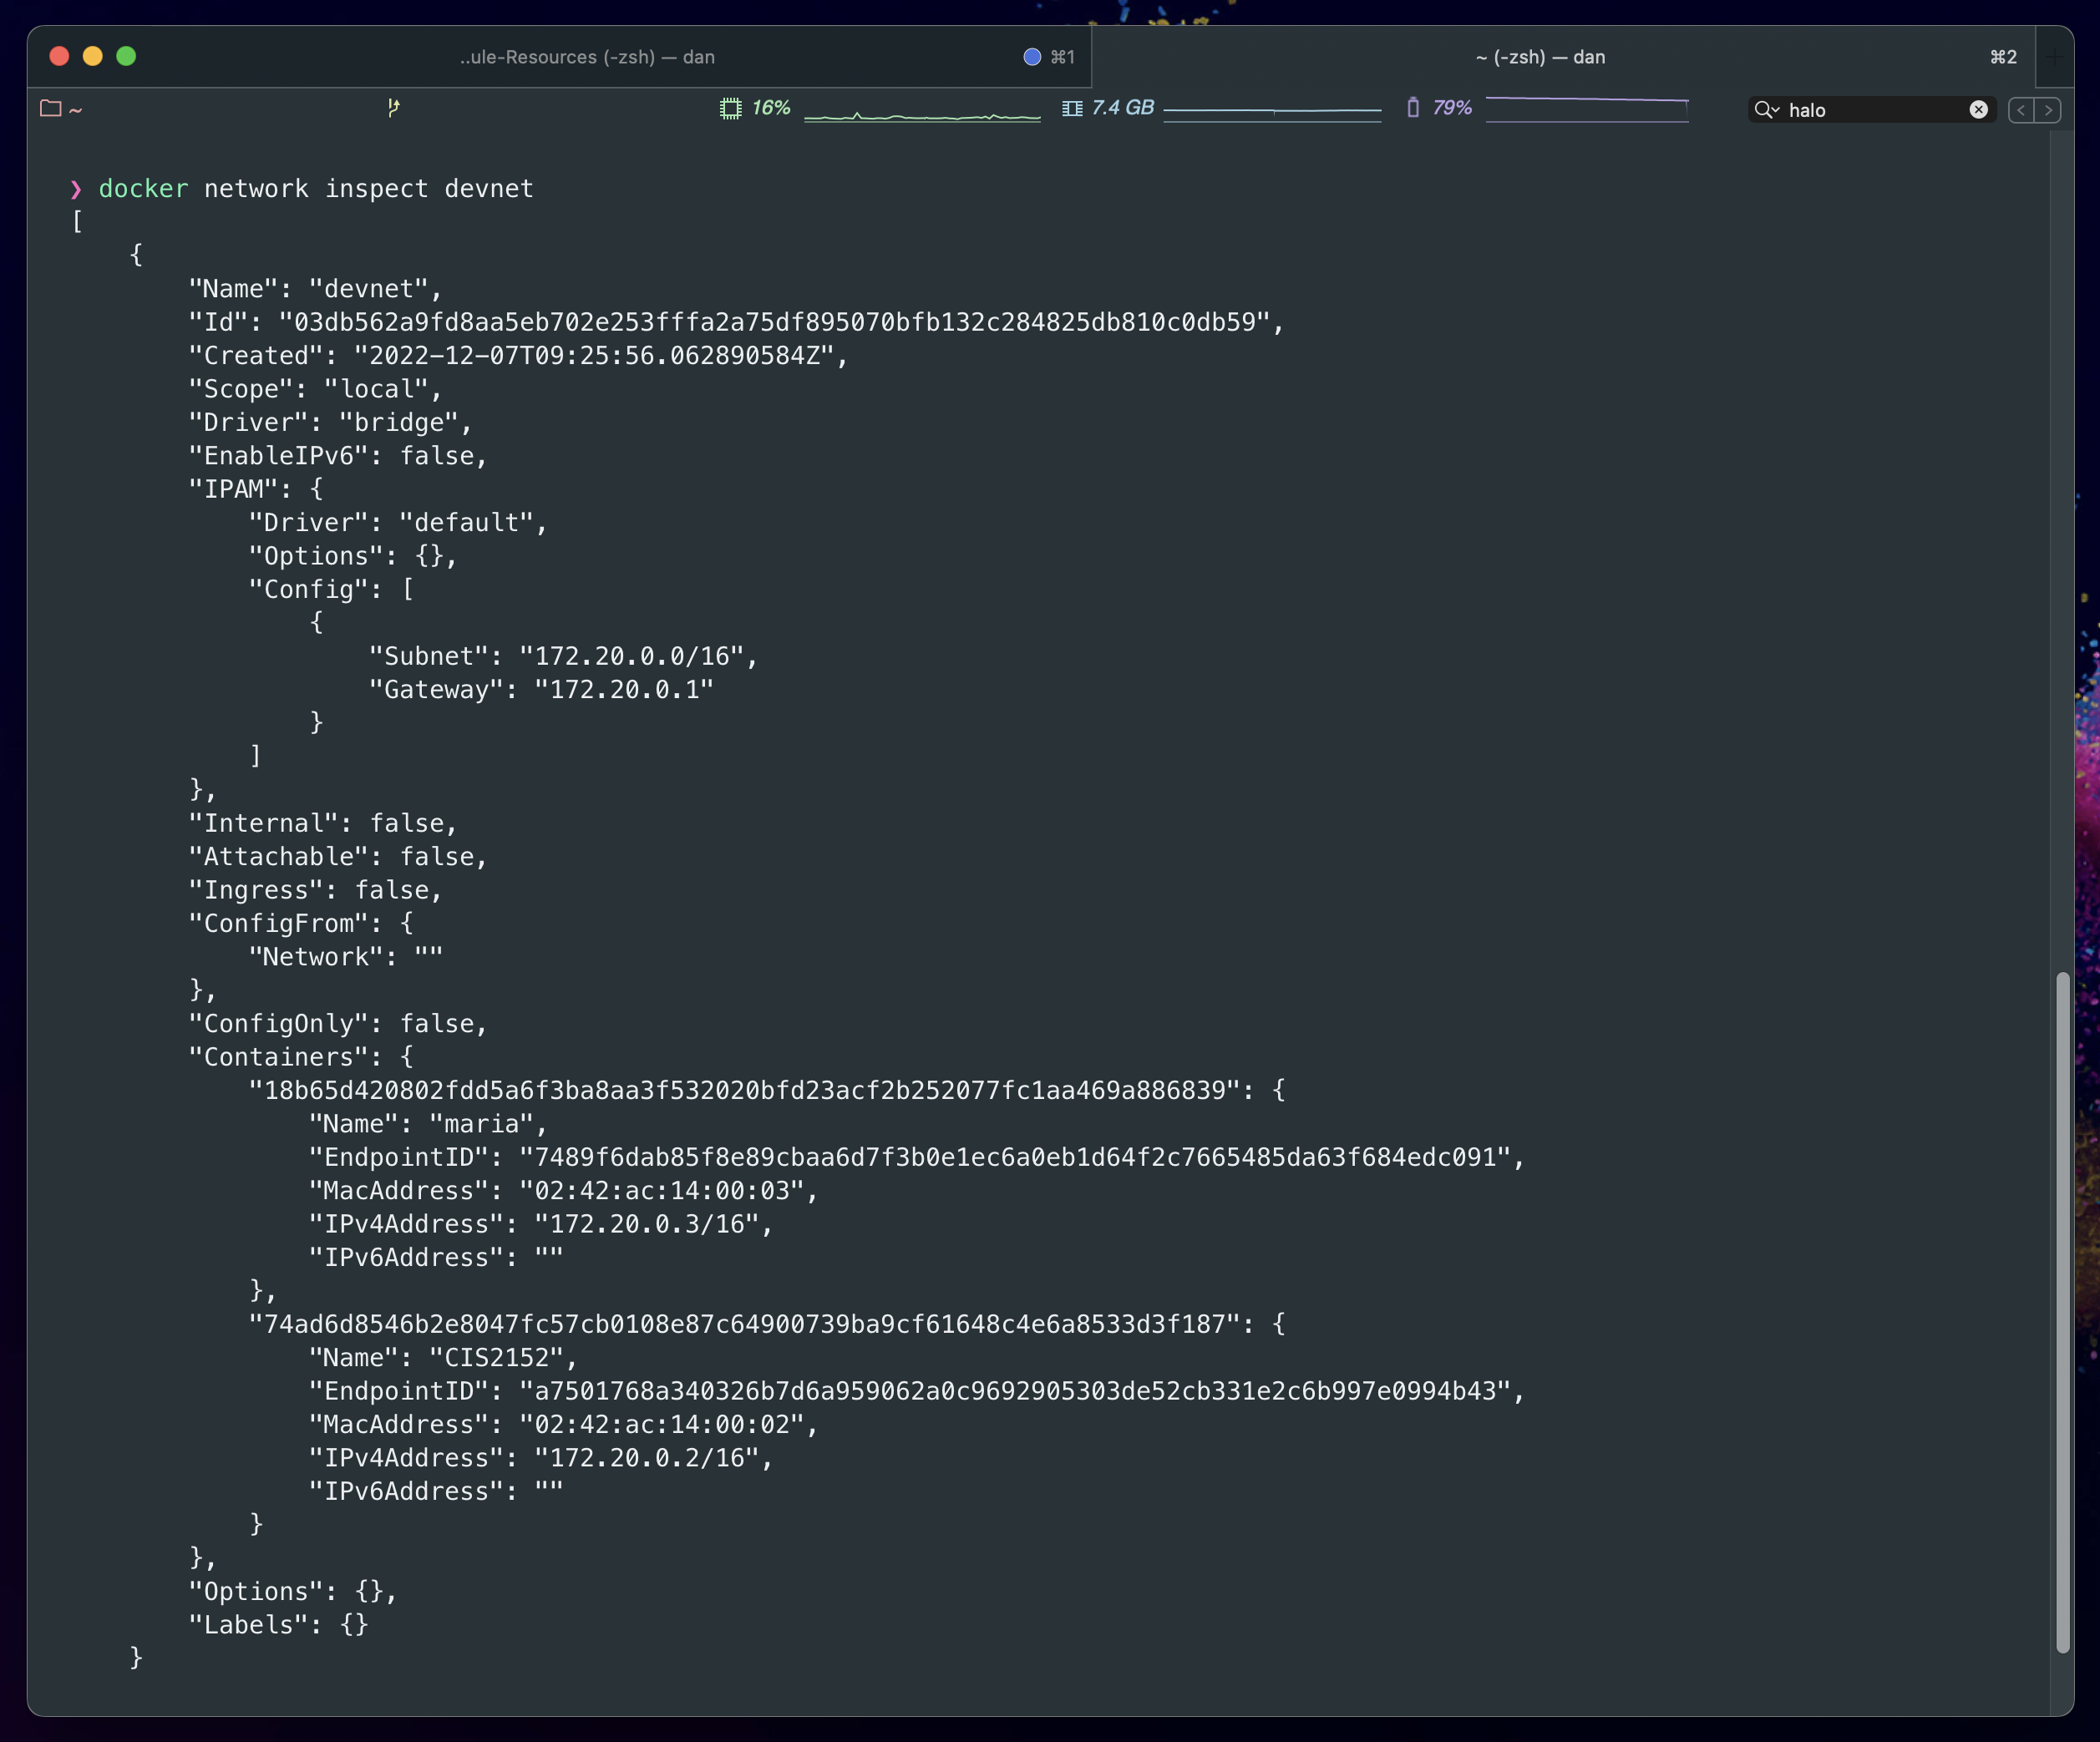 ..ule-Resources (-zsh) — dan ⌘1 ~ (-zsh) — dan ⌘2
~ 16% 7.4 GB 79% halo
❯ docker network inspect devnet
[
    {
        "Name": "devnet",
        "Id": "03db562a9fd8aa5eb702e253fffa2a75df895070bfb132c284825db810c0db59",
        "Created": "2022-12-07T09:25:56.062890584Z",
        "Scope": "local",
        "Driver": "bridge",
        "EnableIPv6": false,
        "IPAM": {
            "Driver": "default",
            "Options": {},
            "Config": [
                {
                    "Subnet": "172.20.0.0/16",
                    "Gateway": "172.20.0.1"
                }
            ]
        },
        "Internal": false,
        "Attachable": false,
        "Ingress": false,
        "ConfigFrom": {
            "Network": ""
        },
        "ConfigOnly": false,
        "Containers": {
            "18b65d420802fdd5a6f3ba8aa3f532020bfd23acf2b252077fc1aa469a886839": {
                "Name": "maria",
                "EndpointID": "7489f6dab85f8e89cbaa6d7f3b0e1ec6a0eb1d64f2c7665485da63f684edc091",
                "MacAddress": "02:42:ac:14:00:03",
                "IPv4Address": "172.20.0.3/16",
                "IPv6Address": ""
            },
            "74ad6d8546b2e8047fc57cb0108e87c64900739ba9cf61648c4e6a8533d3f187": {
                "Name": "CIS2152",
                "EndpointID": "a7501768a340326b7d6a959062a0c9692905303de52cb331e2c6b997e0994b43",
                "MacAddress": "02:42:ac:14:00:02",
                "IPv4Address": "172.20.0.2/16",
                "IPv6Address": ""
            }
        },
        "Options": {},
        "Labels": {}
    }